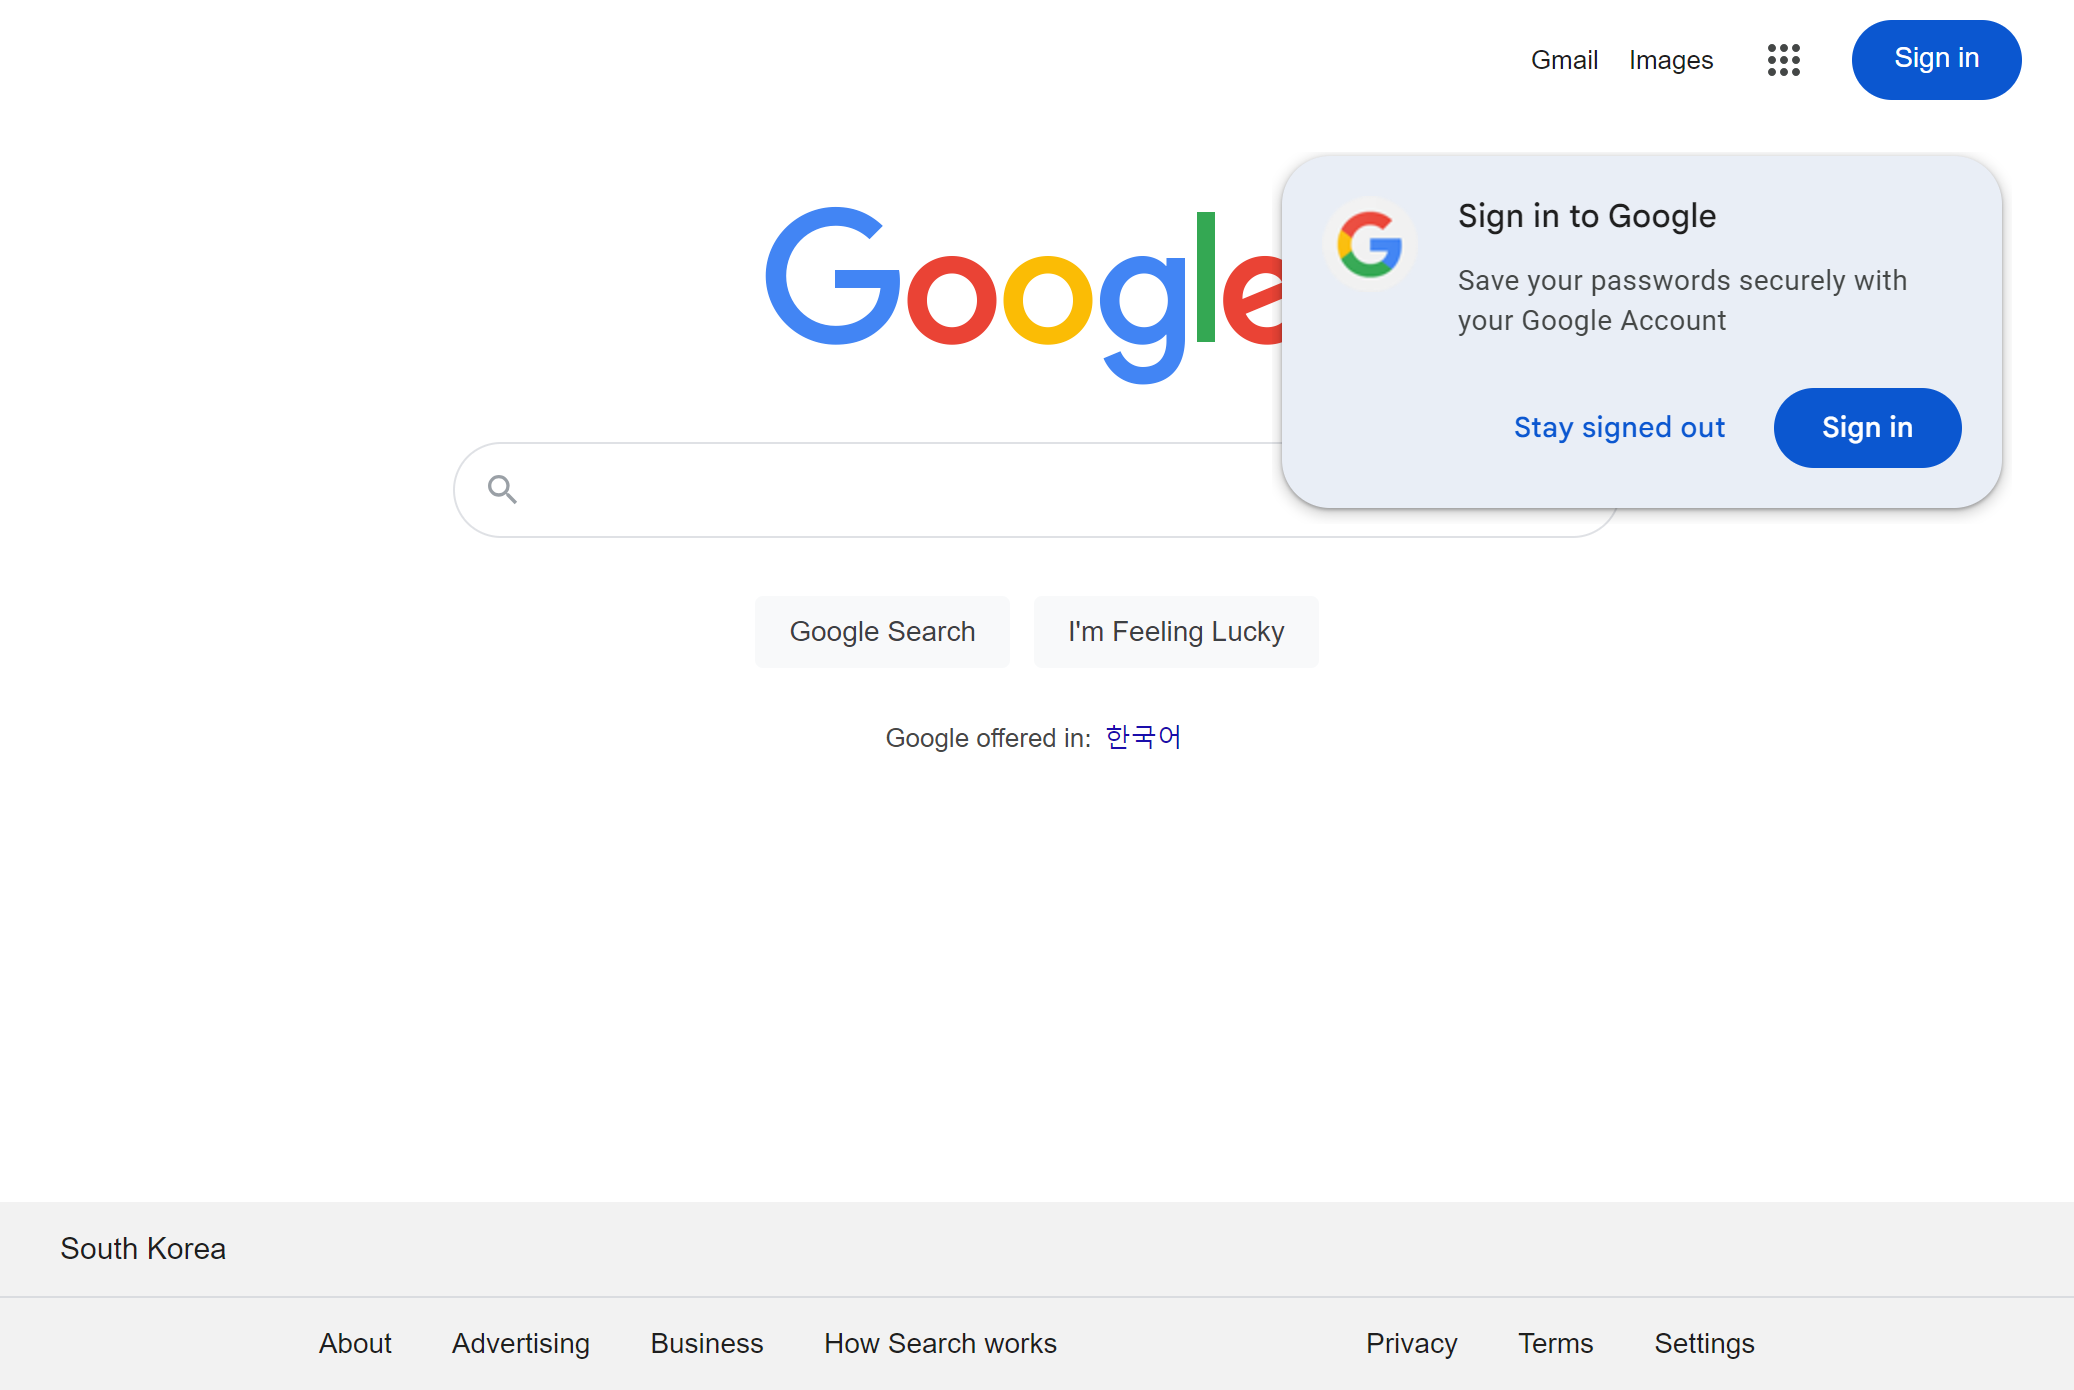 Gmail Images Sign in
Sign in to Google
Save your passwords securely with
your Google Account
Stay signed out Sign in
Google
Google Search I'm Feeling Lucky
Google offered in: 한국어
South Korea
About Advertising Business How Search works Privacy Terms Settings